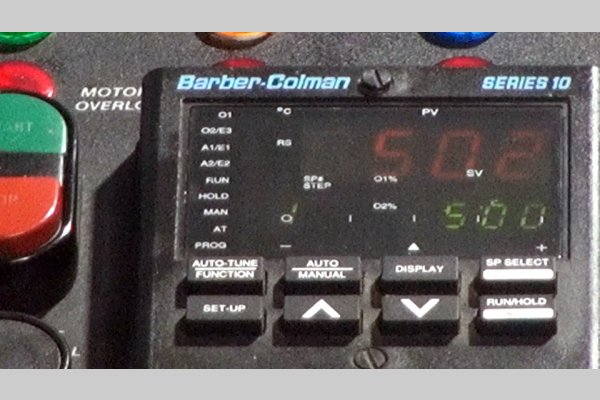 MOTO
OVERLO
Barber-Colman
SERIES 10
O1
°C
PV
O2/E3
A1/E1
RS
502
A2/E2
SV
RUN
SP#
STEP
O1%
HOLD
O2%
MAN
1
500
AT
PROG
–
+
AUTO-TUNE
FUNCTION
AUTO
MANUAL
DISPLAY
SP SELECT
SET-UP
RUN/HOLD
L